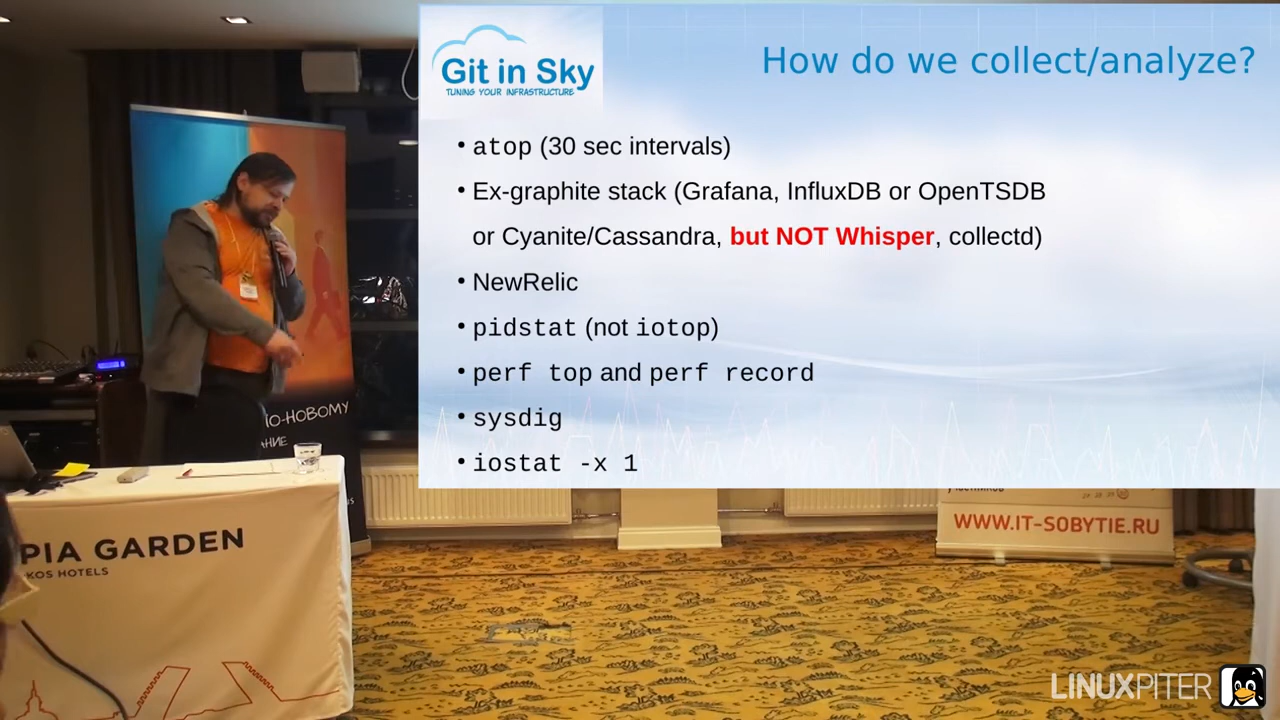 Git in Sky
TUNING YOUR INFRASTRUCTURE
How do we collect/analyze?
• atop (30 sec intervals)
• Ex-graphite stack (Grafana, InfluxDB or OpenTSDB
or Cyanite/Cassandra, but NOT Whisper, collectd)
• NewRelic
• pidstat (not iotop)
• perf top and perf record
• sysdig
• iostat -x 1
ПО-НОВОМУ
PIA GARDEN
KOS HOTELS
WWW.IT-SOBYTIE.RU
LINUXPITER